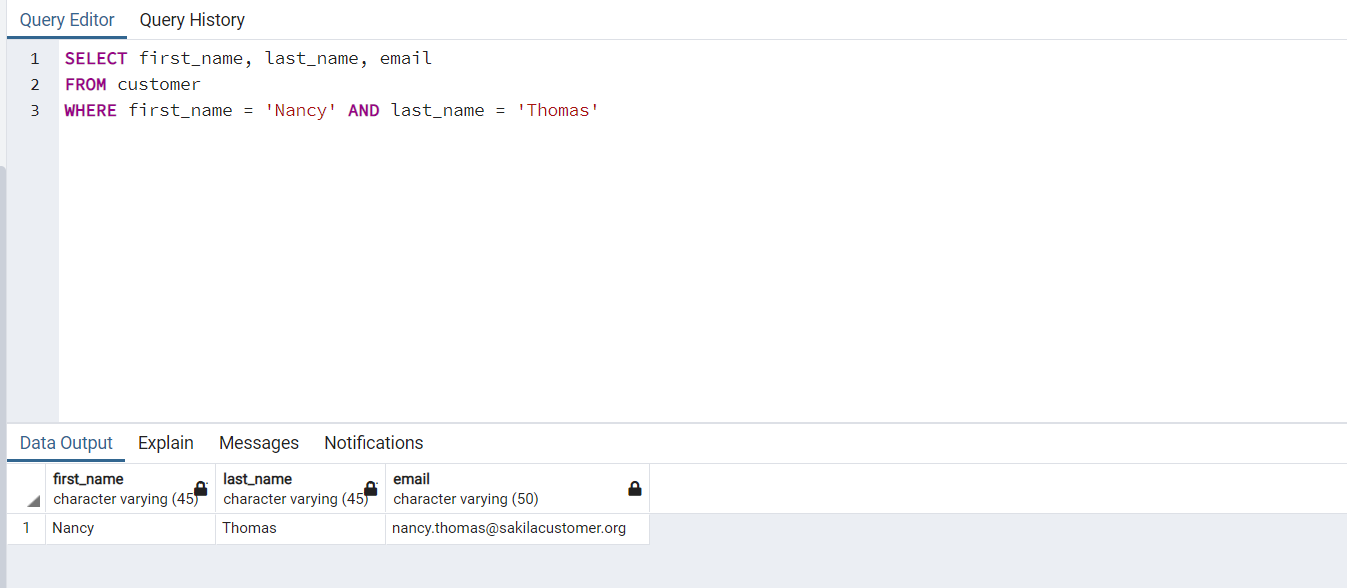 Query Editor Query History
1 SELECT first_name, last_name, email
2 FROM customer
3 WHERE first_name = 'Nancy' AND last_name = 'Thomas'
Data Output Explain Messages Notifications
first_name last_name email
character varying (45) character varying (45) character varying (50)
1 Nancy Thomas nancy.thomas@sakilacustomer.org